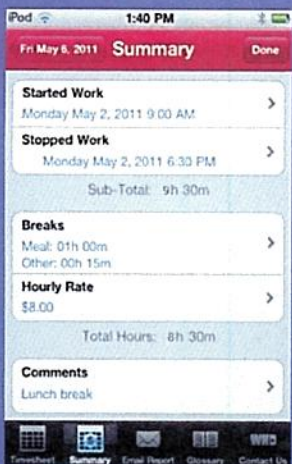 iPod 1:40 PM
Fri May 6, 2011 Summary Done
Started Work
Monday May 2, 2011 9:00 AM
Stopped Work
Monday May 2, 2011 6:30 PM
Sub-Total: 9h 30m
Breaks
Meal: 01h 00m
Other: 00h 15m
Hourly Rate
$8.00
Total Hours: 8h 30m
Comments
Lunch break
Timesheet Summary Email Report Glossary Contact Us
WHD